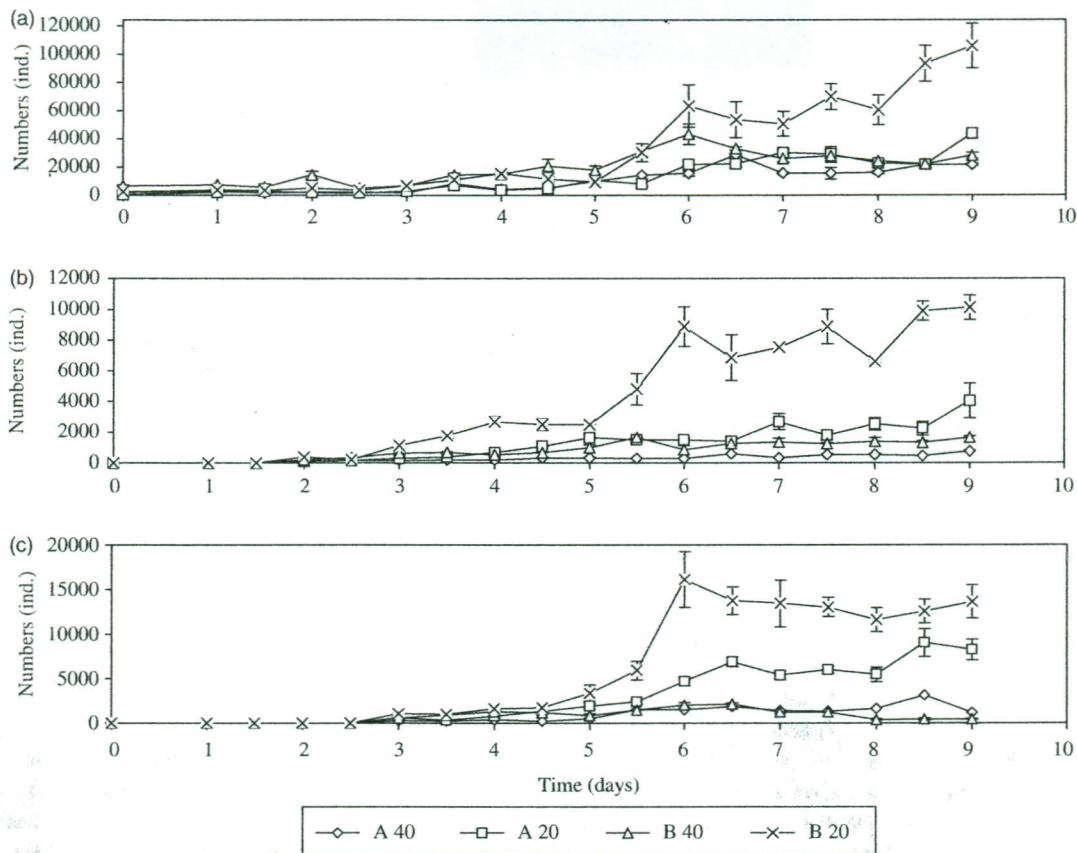 (a)
Numbers (ind.)
120000
100000
80000
60000
40000
20000
0
0 1 2 3 4 5 6 7 8 9 10
(b)
Numbers (ind.)
12000
10000
8000
6000
4000
2000
0
0 1 2 3 4 5 6 7 8 9 10
(c)
Numbers (ind.)
20000
15000
10000
5000
0
0 1 2 3 4 5 6 7 8 9 10
Time (days)
A 40 A 20 B 40 B 20